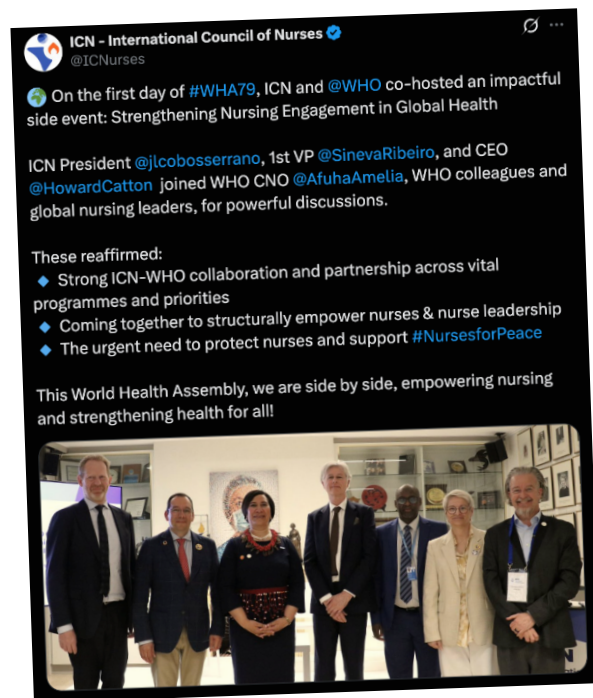 ICN - International Council of Nurses
@ICNurses
On the first day of #WHA79, ICN and @WHO co-hosted an impactful
side event: Strengthening Nursing Engagement in Global Health
ICN President @jlcobosserrano, 1st VP @SinevaRibeiro, and CEO
@HowardCatton joined WHO CNO @AfuhaAmelia, WHO colleagues and
global nursing leaders, for powerful discussions.
These reaffirmed:
Strong ICN-WHO collaboration and partnership across vital
programmes and priorities
Coming together to structurally empower nurses & nurse leadership
The urgent need to protect nurses and support #NursesforPeace
This World Health Assembly, we are side by side, empowering nursing
and strengthening health for all!